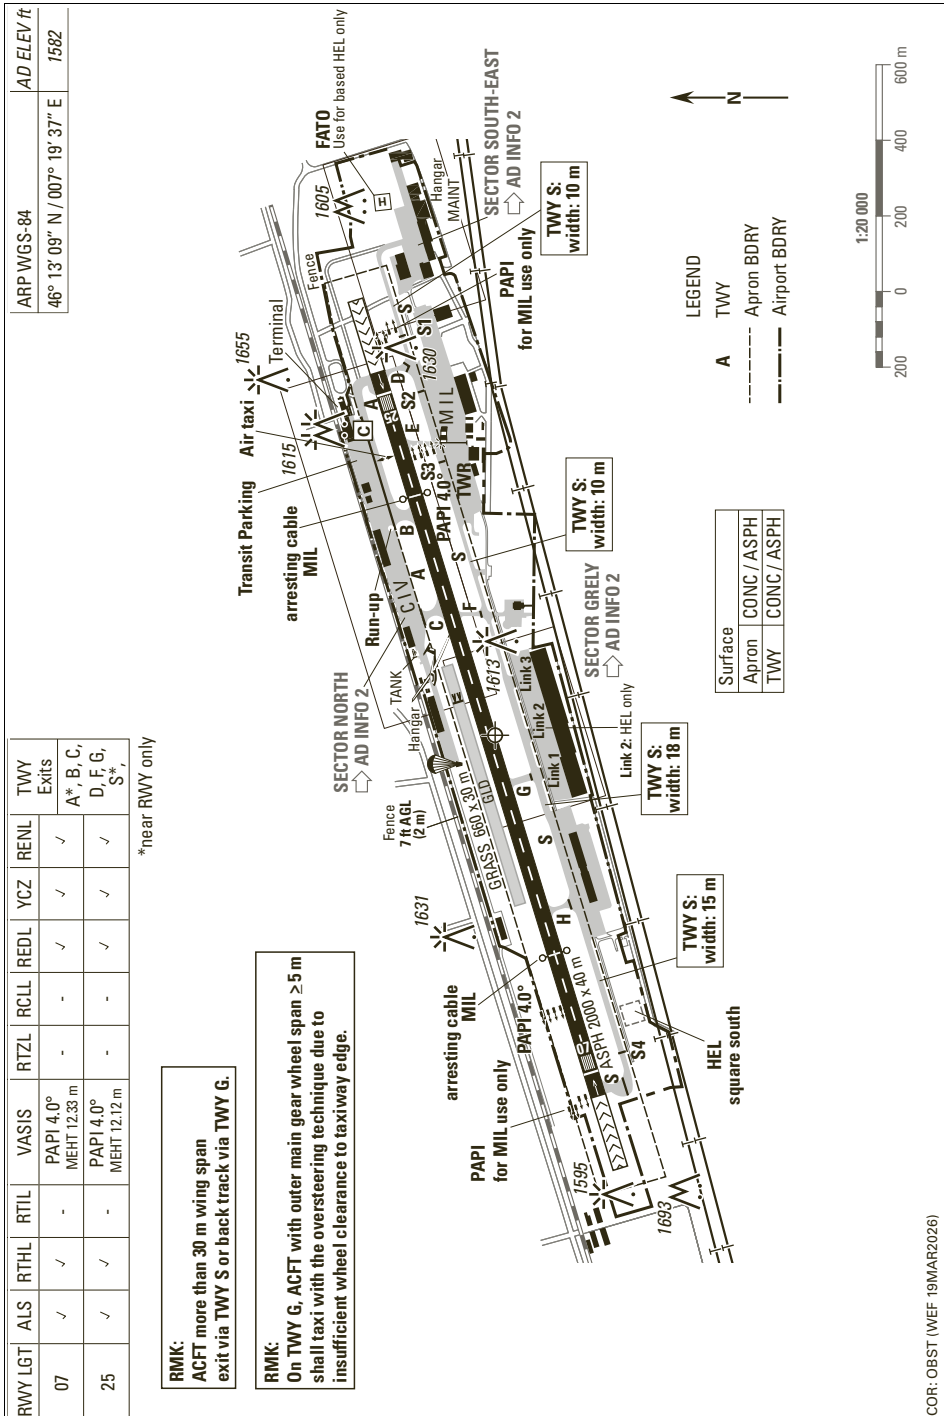 ARP WGS-84 AD ELEV ft
46° 13' 09" N / 007° 19' 37" E 1582
RWY LGT ALS RTHL RTIL VASIS RTZL RCLL REDL YCZ RENL TWY Exits
07 ✓ ✓ - PAPI 4.0° MEHT 12.33 m - - ✓ ✓ ✓ A*, B, C,
25 ✓ ✓ - PAPI 4.0° MEHT 12.12 m - - ✓ ✓ ✓ D, F, G, S*,
*near RWY only
RMK:
ACFT more than 30 m wing span
exit via TWY S or back track via TWY G.
RMK:
On TWY G, ACFT with outer main gear wheel span ≥ 5 m
shall taxi with the oversteering technique due to
insufficient wheel clearance to taxiway edge.
1595
1693
PAPI
for MIL use only
PAPI 4.0°
arresting cable
MIL
1631
Fence
7 ft AGL
(2 m)
SECTOR NORTH
⇨ AD INFO 2
Hangar
TANK
Run-up
CIV
arresting cable
MIL
Transit Parking
Air taxi
1615
1655
Terminal
C
Fence
1605
FATO
Use for based HEL only
H
Hangar
MAINT
SECTOR SOUTH-EAST
⇨ AD INFO 2
TWY S:
width: 10 m
PAPI
for MIL use only
S
S1
1630
D
A
25
S2
E
MIL
TWR
S3
PAPI 4.0°
B
A
S
F
C
1613
TWY S:
width: 10 m
SECTOR GRELY
⇨ AD INFO 2
Link 3
Link 2
Link 1
Link 2: HEL only
TWY S:
width: 18 m
GRASS 660 x 30 m
GLD
G
S
H
ASPH 2000 x 40 m
07
S
S4
TWY S:
width: 15 m
HEL
square south
N
LEGEND
A TWY
Apron BDRY
Airport BDRY
1:20 000
200 0 200 400 600 m
Surface
Apron CONC / ASPH
TWY CONC / ASPH
COR: OBST (WEF 19MAR2026)